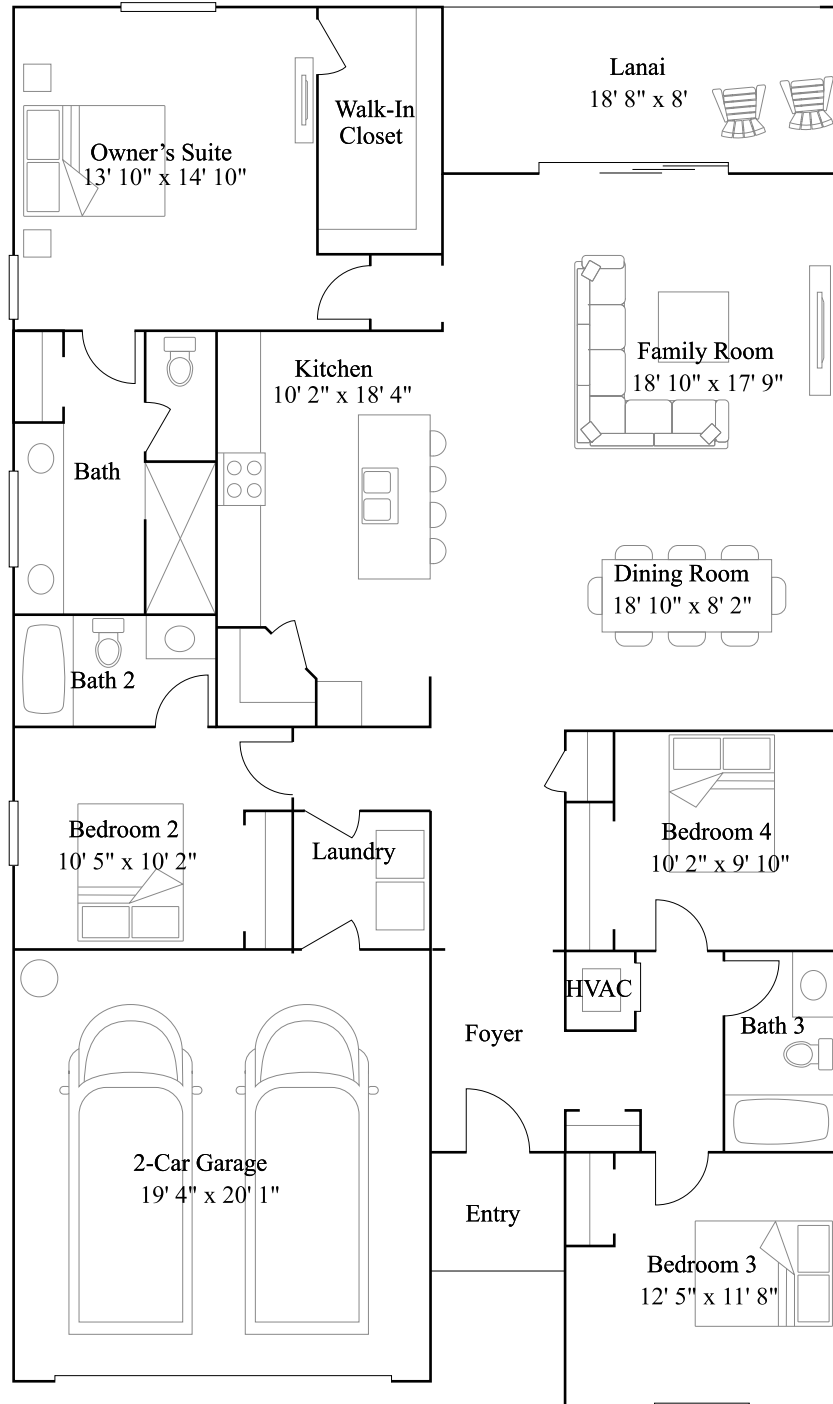 Lanai
18' 8" x 8'
Walk-In
Closet
Owner’s Suite
13' 10" x 14' 10"
Family Room
18' 10" x 17' 9"
Kitchen
10' 2" x 18' 4"
Bath
Dining Room
18' 10" x 8' 2"
Bath 2
Bedroom 2
10' 5" x 10' 2"
Laundry
Bedroom 4
10' 2" x 9' 10"
HVAC
Foyer
Bath 3
2-Car Garage
19' 4" x 20' 1"
Entry
Bedroom 3
12' 5" x 11' 8"